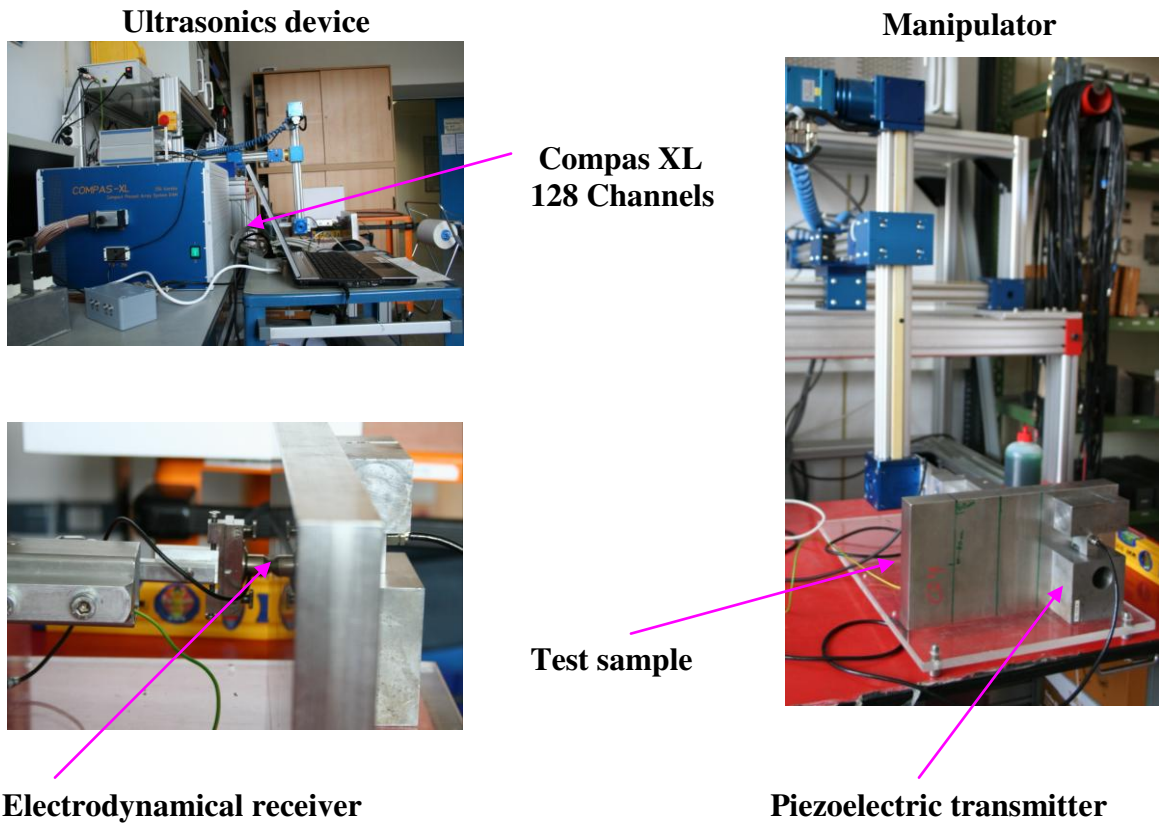 Ultrasonics device
Manipulator
COMPAS-XL
Compas XL
128 Channels
Test sample
Electrodynamical receiver
Piezoelectric transmitter